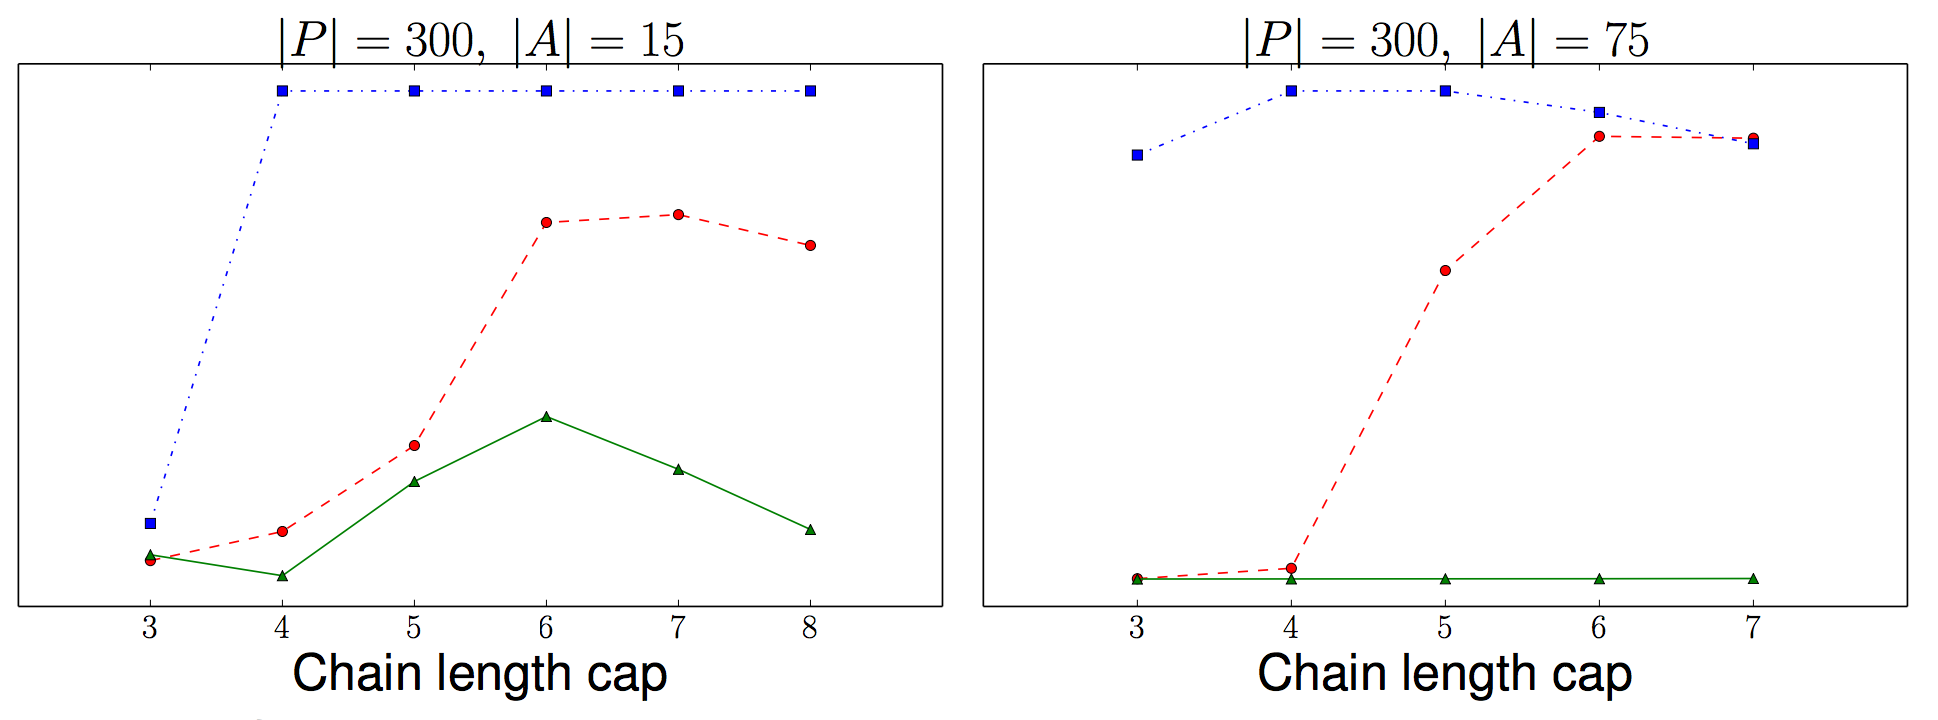 |P| = 300, |A| = 15
3 4 5 6 7 8
Chain length cap
|P| = 300, |A| = 75
3 4 5 6 7
Chain length cap